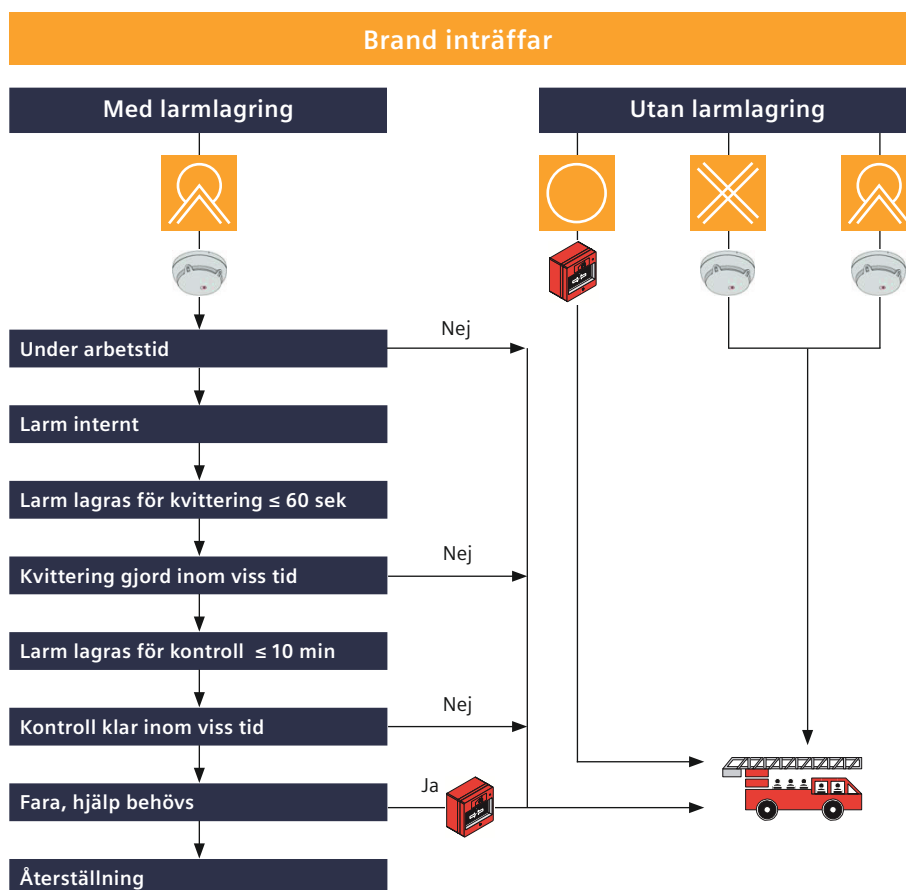 Brand inträffar
Med larmlagring
Utan larmlagring
Under arbetstid
Nej
Larm internt
Larm lagras för kvittering ≤ 60 sek
Kvittering gjord inom viss tid
Nej
Larm lagras för kontroll ≤ 10 min
Kontroll klar inom viss tid
Nej
Fara, hjälp behövs
Ja
Återställning